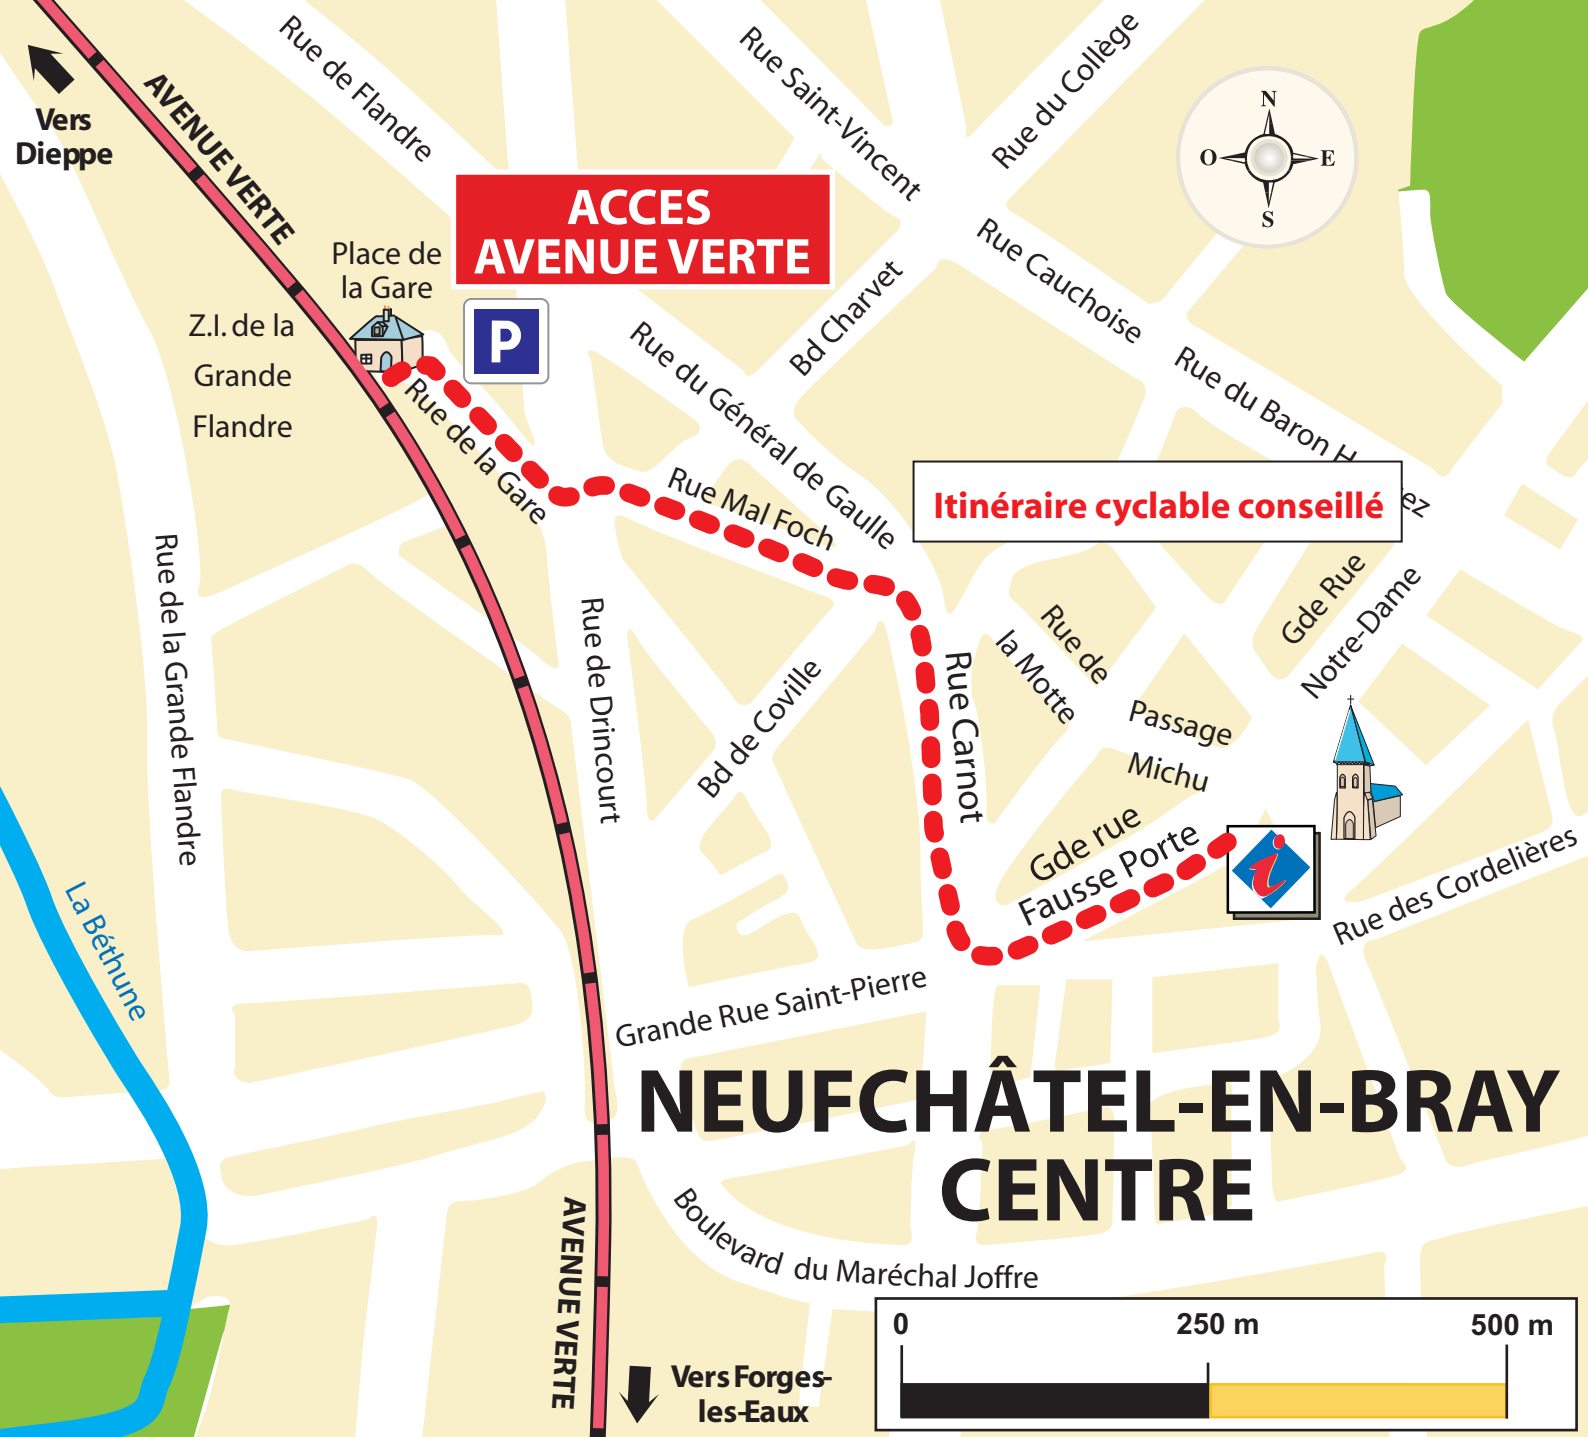 Rue de Flandre
Rue Saint-Vincent
Rue du Collège
Vers
Dieppe
AVENUE VERTE
N
O
E
S
ACCES
AVENUE VERTE
Place de
la Gare
P
Z.I. de la
Grande
Flandre
Rue Cauchoise
Bd Charvet
Rue du Général de Gaulle
Rue du Baron H
ez
Rue de la Gare
Rue Mal Foch
Itinéraire cyclable conseillé
Rue de la Grande Flandre
Rue de Drincourt
Rue de
la Motte
Gde Rue
Notre-Dame
Bd de Coville
Rue Carnot
Passage
Michu
Gde rue
Fausse Porte
i
Rue des Cordelières
La Béthune
Grande Rue Saint-Pierre
NEUFCHÂTEL-EN-BRAY
CENTRE
AVENUE VERTE
Boulevard du Maréchal Joffre
Vers Forges-
les-Eaux
0
250 m
500 m